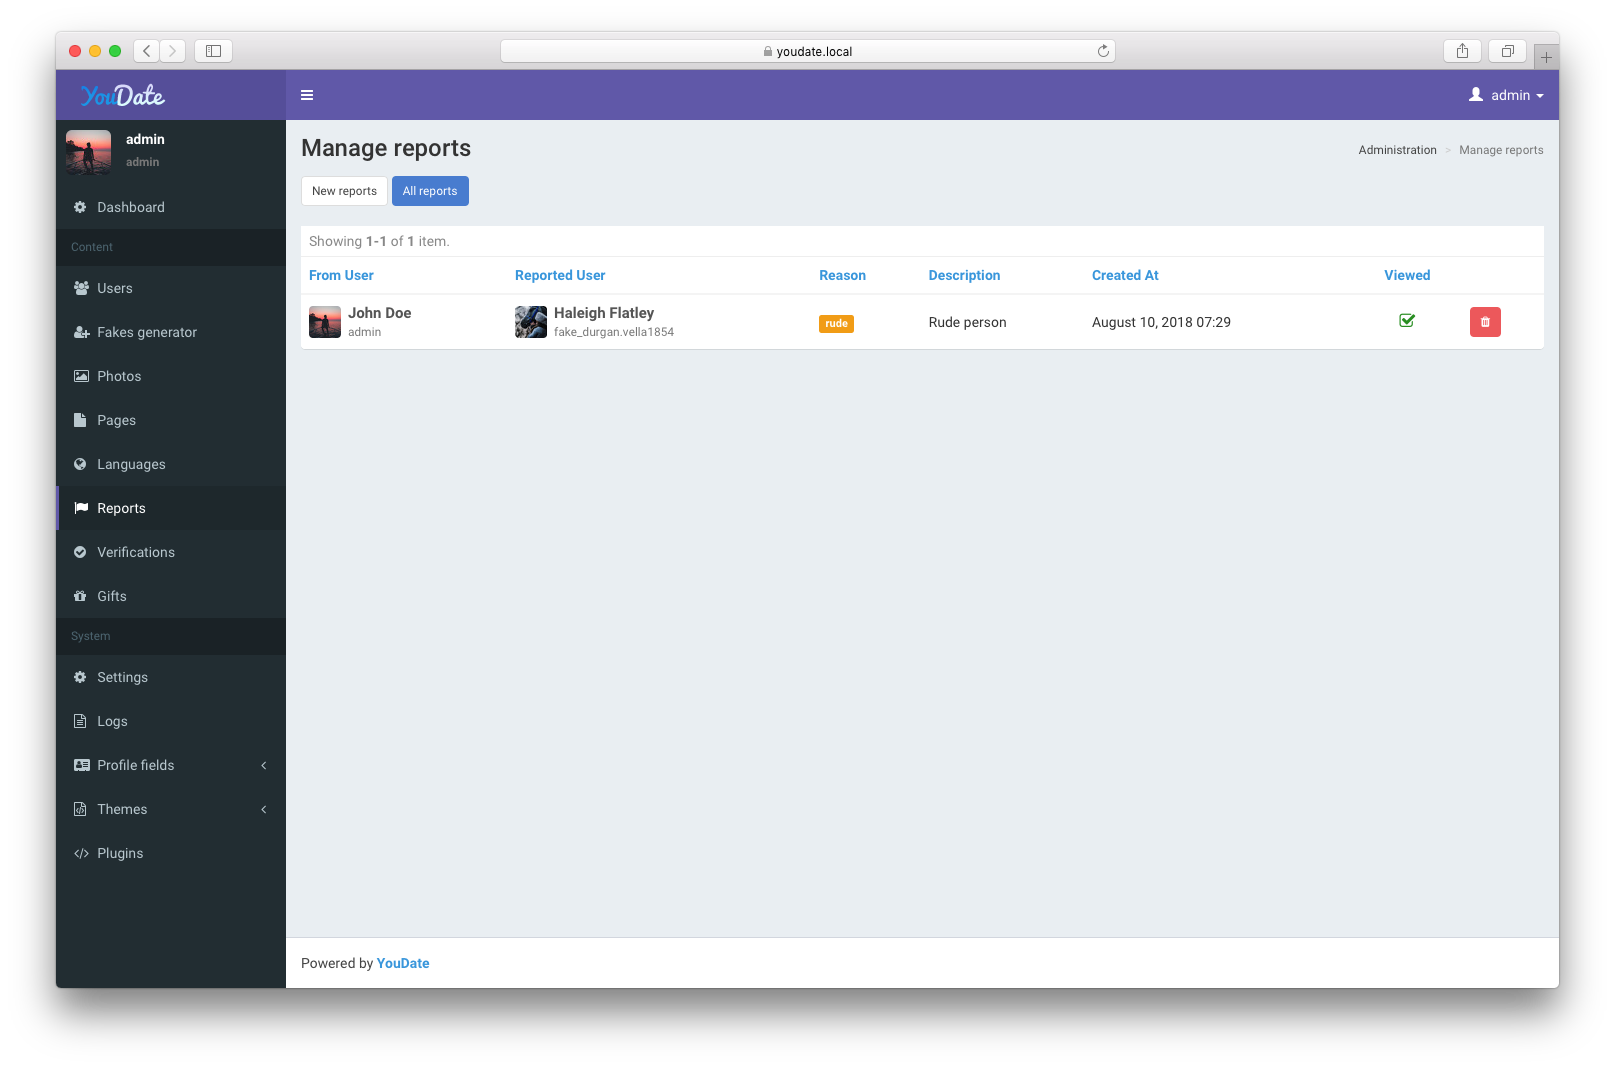 youdate.local
YouDate
admin
admin
admin
Dashboard
Content
Users
Fakes generator
Photos
Pages
Languages
Reports
Verifications
Gifts
System
Settings
Logs
Profile fields
Themes
Plugins
Manage reports
Administration > Manage reports
New reports All reports
Showing 1-1 of 1 item.
From User Reported User Reason Description Created At Viewed
John Doe Haleigh Flatley
admin fake_durgan.vella1854 rude Rude person August 10, 2018 07:29
Powered by YouDate